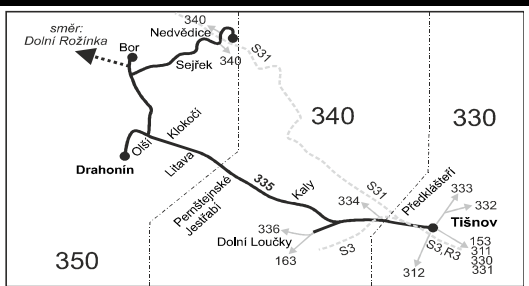 směr:
Dolní Rožínka
Bor
340
Nedvědice
340
Sejřek
S31
340
330
Klokočí
Olší
Drahonín
Litava
Pernštejnské
Jestřabí
335
Kaly
S31
334
Předklášteří
333
332
Tišnov
336
Dolní Loučky
163
S3
S3,R3
153
311
330
331
312
350